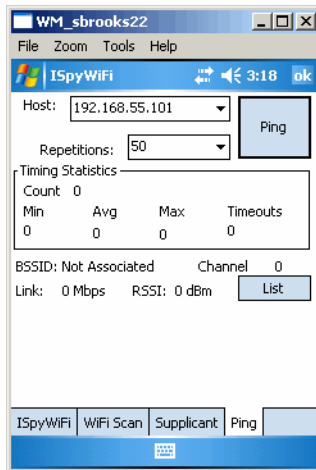 WM_sbrooks22
File Zoom Tools Help
ISpyWiFi 3:18 ok
Host: 192.168.55.101 Ping
Repetitions: 50
Timing Statistics
Count 0
Min Avg Max Timeouts
0 0 0 0
BSSID: Not Associated Channel 0
Link: 0 Mbps RSSI: 0 dBm List
ISpyWiFi WiFi Scan Supplicant Ping